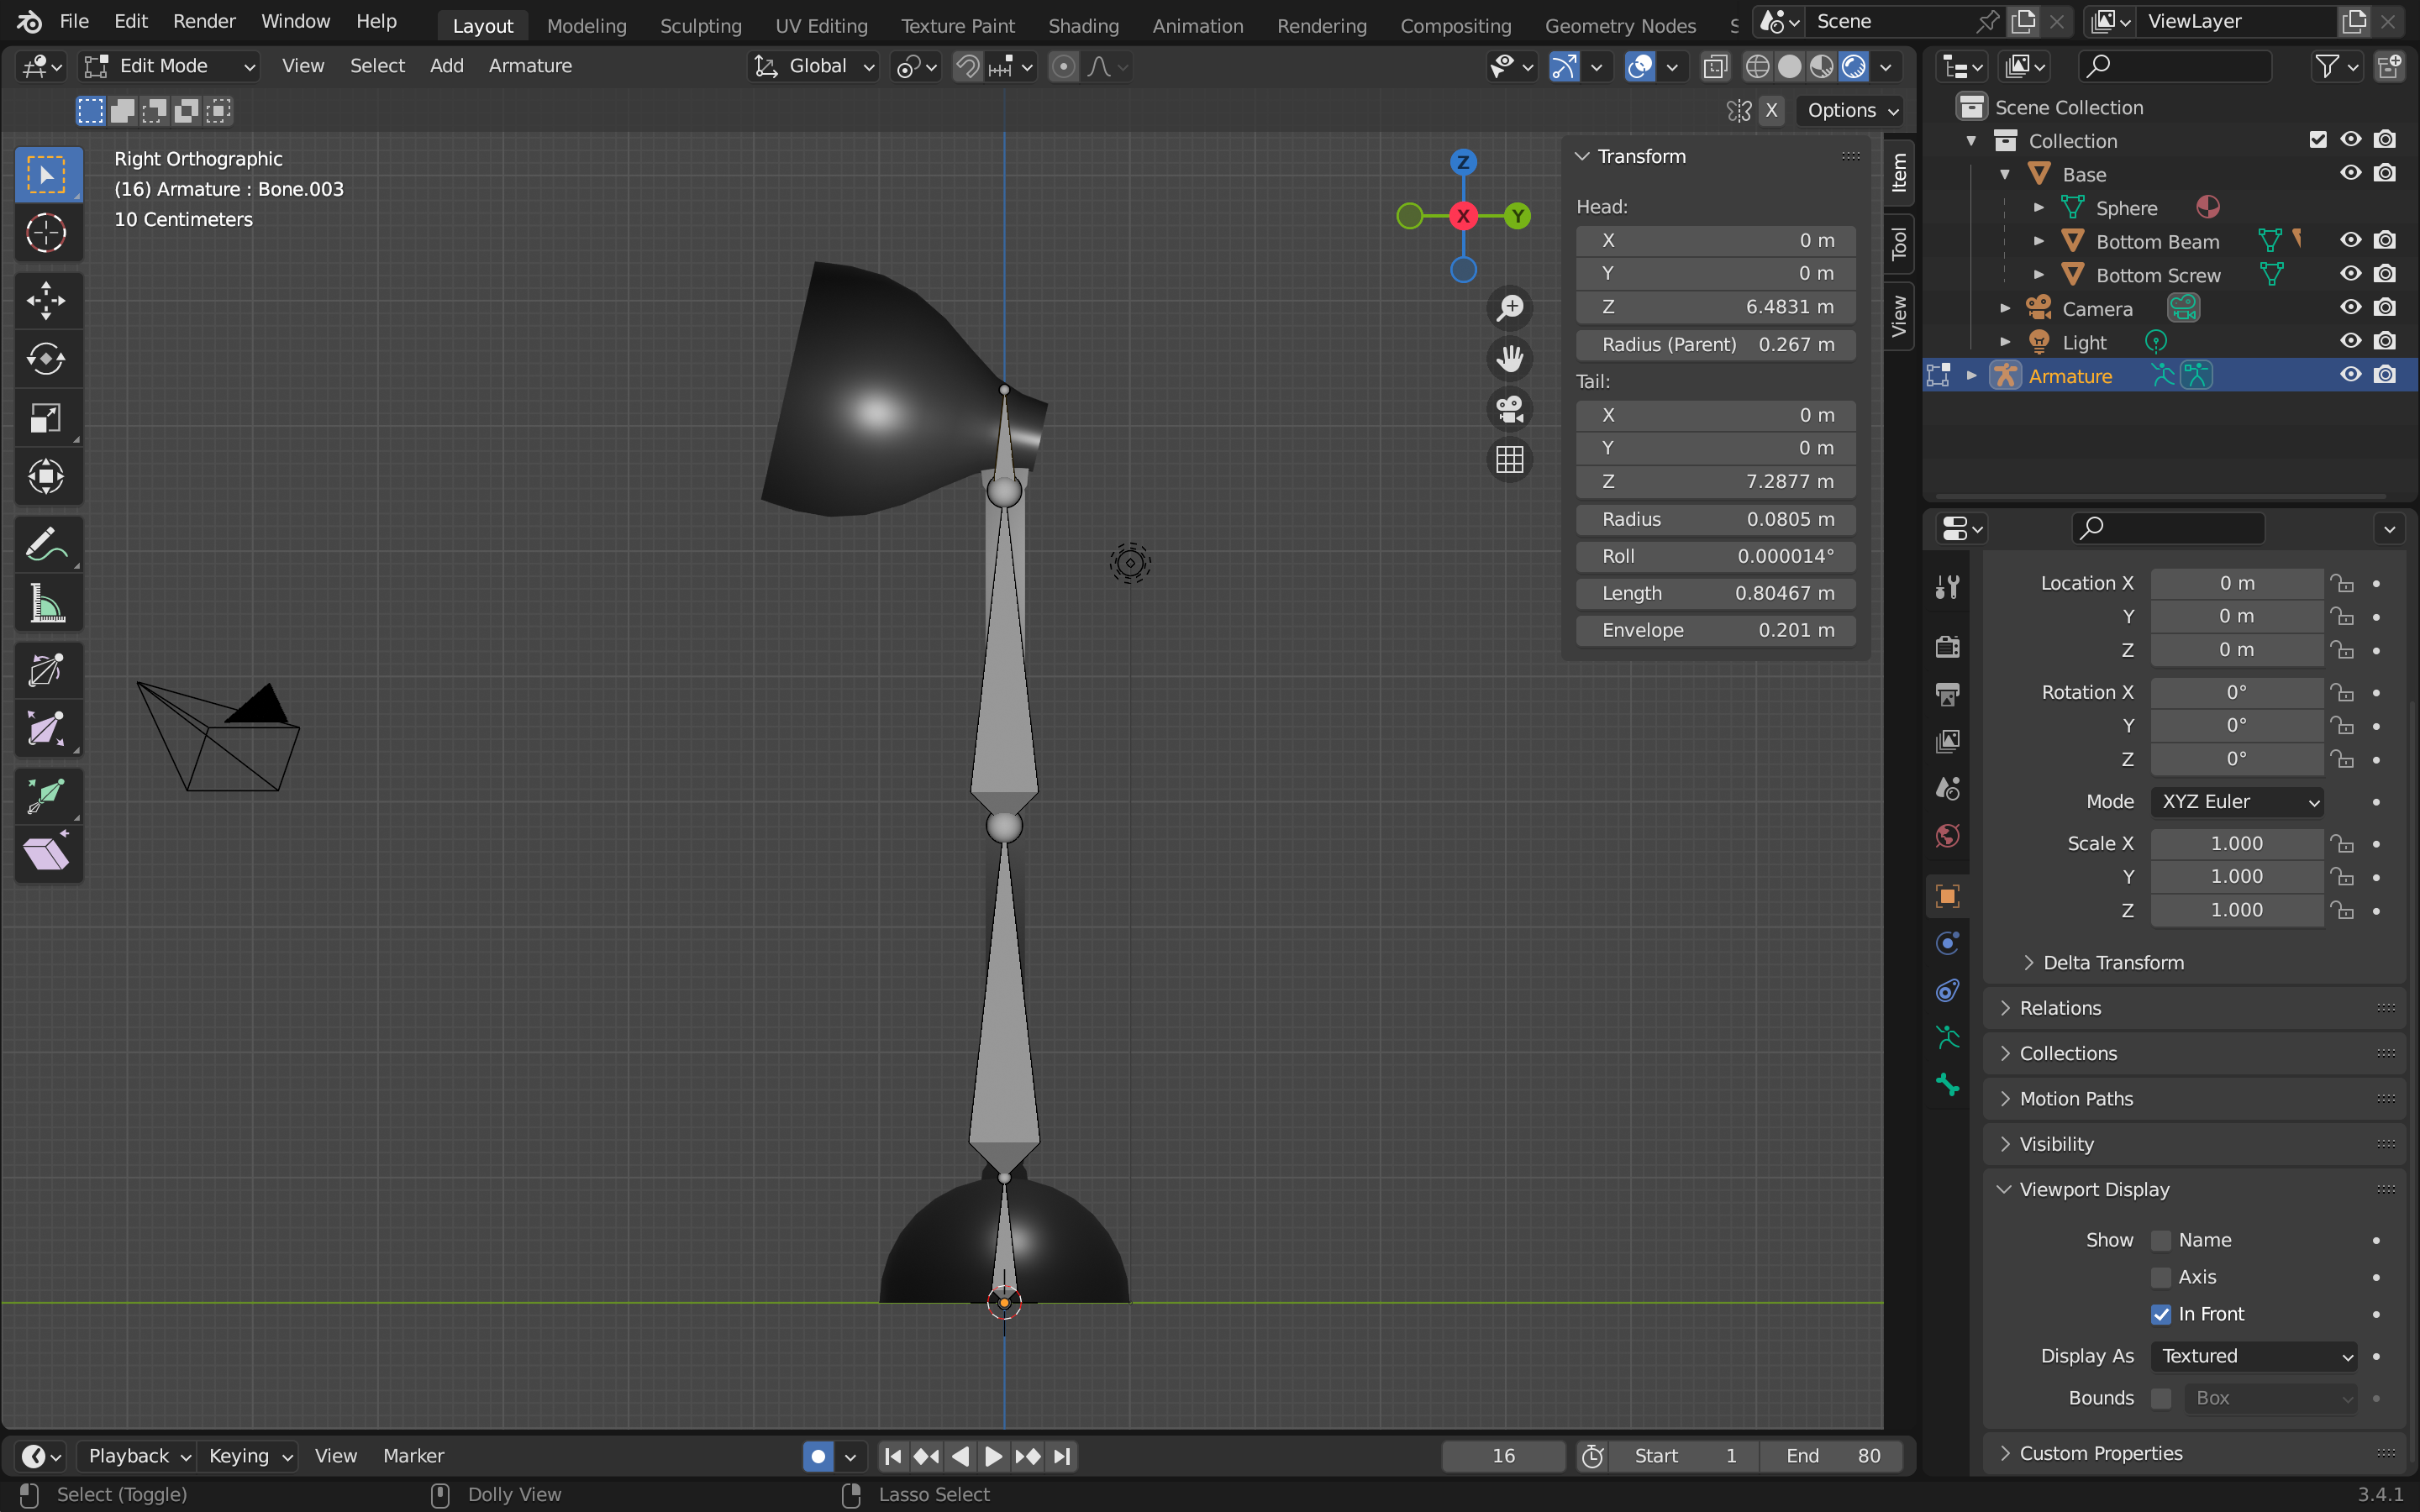 File Edit Render Window Help Layout Modeling Sculpting UV Editing Texture Paint Shading Animation Rendering Compositing Geometry Nodes Scene ViewLayer
Edit Mode View Select Add Armature Global
X Options
Right Orthographic
(16) Armature : Bone.003
10 Centimeters
Z
X
Y
Transform
Head:
X 0 m
Y 0 m
Z 6.4831 m
Radius (Parent) 0.267 m
Tail:
X 0 m
Y 0 m
Z 7.2877 m
Radius 0.0805 m
Roll 0.000014°
Length 0.80467 m
Envelope 0.201 m
Item
Tool
View
Scene Collection
Collection
Base
Sphere
Bottom Beam
Bottom Screw
Camera
Light
Armature
Location X 0 m
Y 0 m
Z 0 m
Rotation X 0°
Y 0°
Z 0°
Mode XYZ Euler
Scale X 1.000
Y 1.000
Z 1.000
Delta Transform
Relations
Collections
Motion Paths
Visibility
Viewport Display
Show Name
Axis
In Front
Display As Textured
Bounds Box
Custom Properties
Playback Keying View Marker 16 Start 1 End 80
Select (Toggle) Dolly View Lasso Select 3.4.1